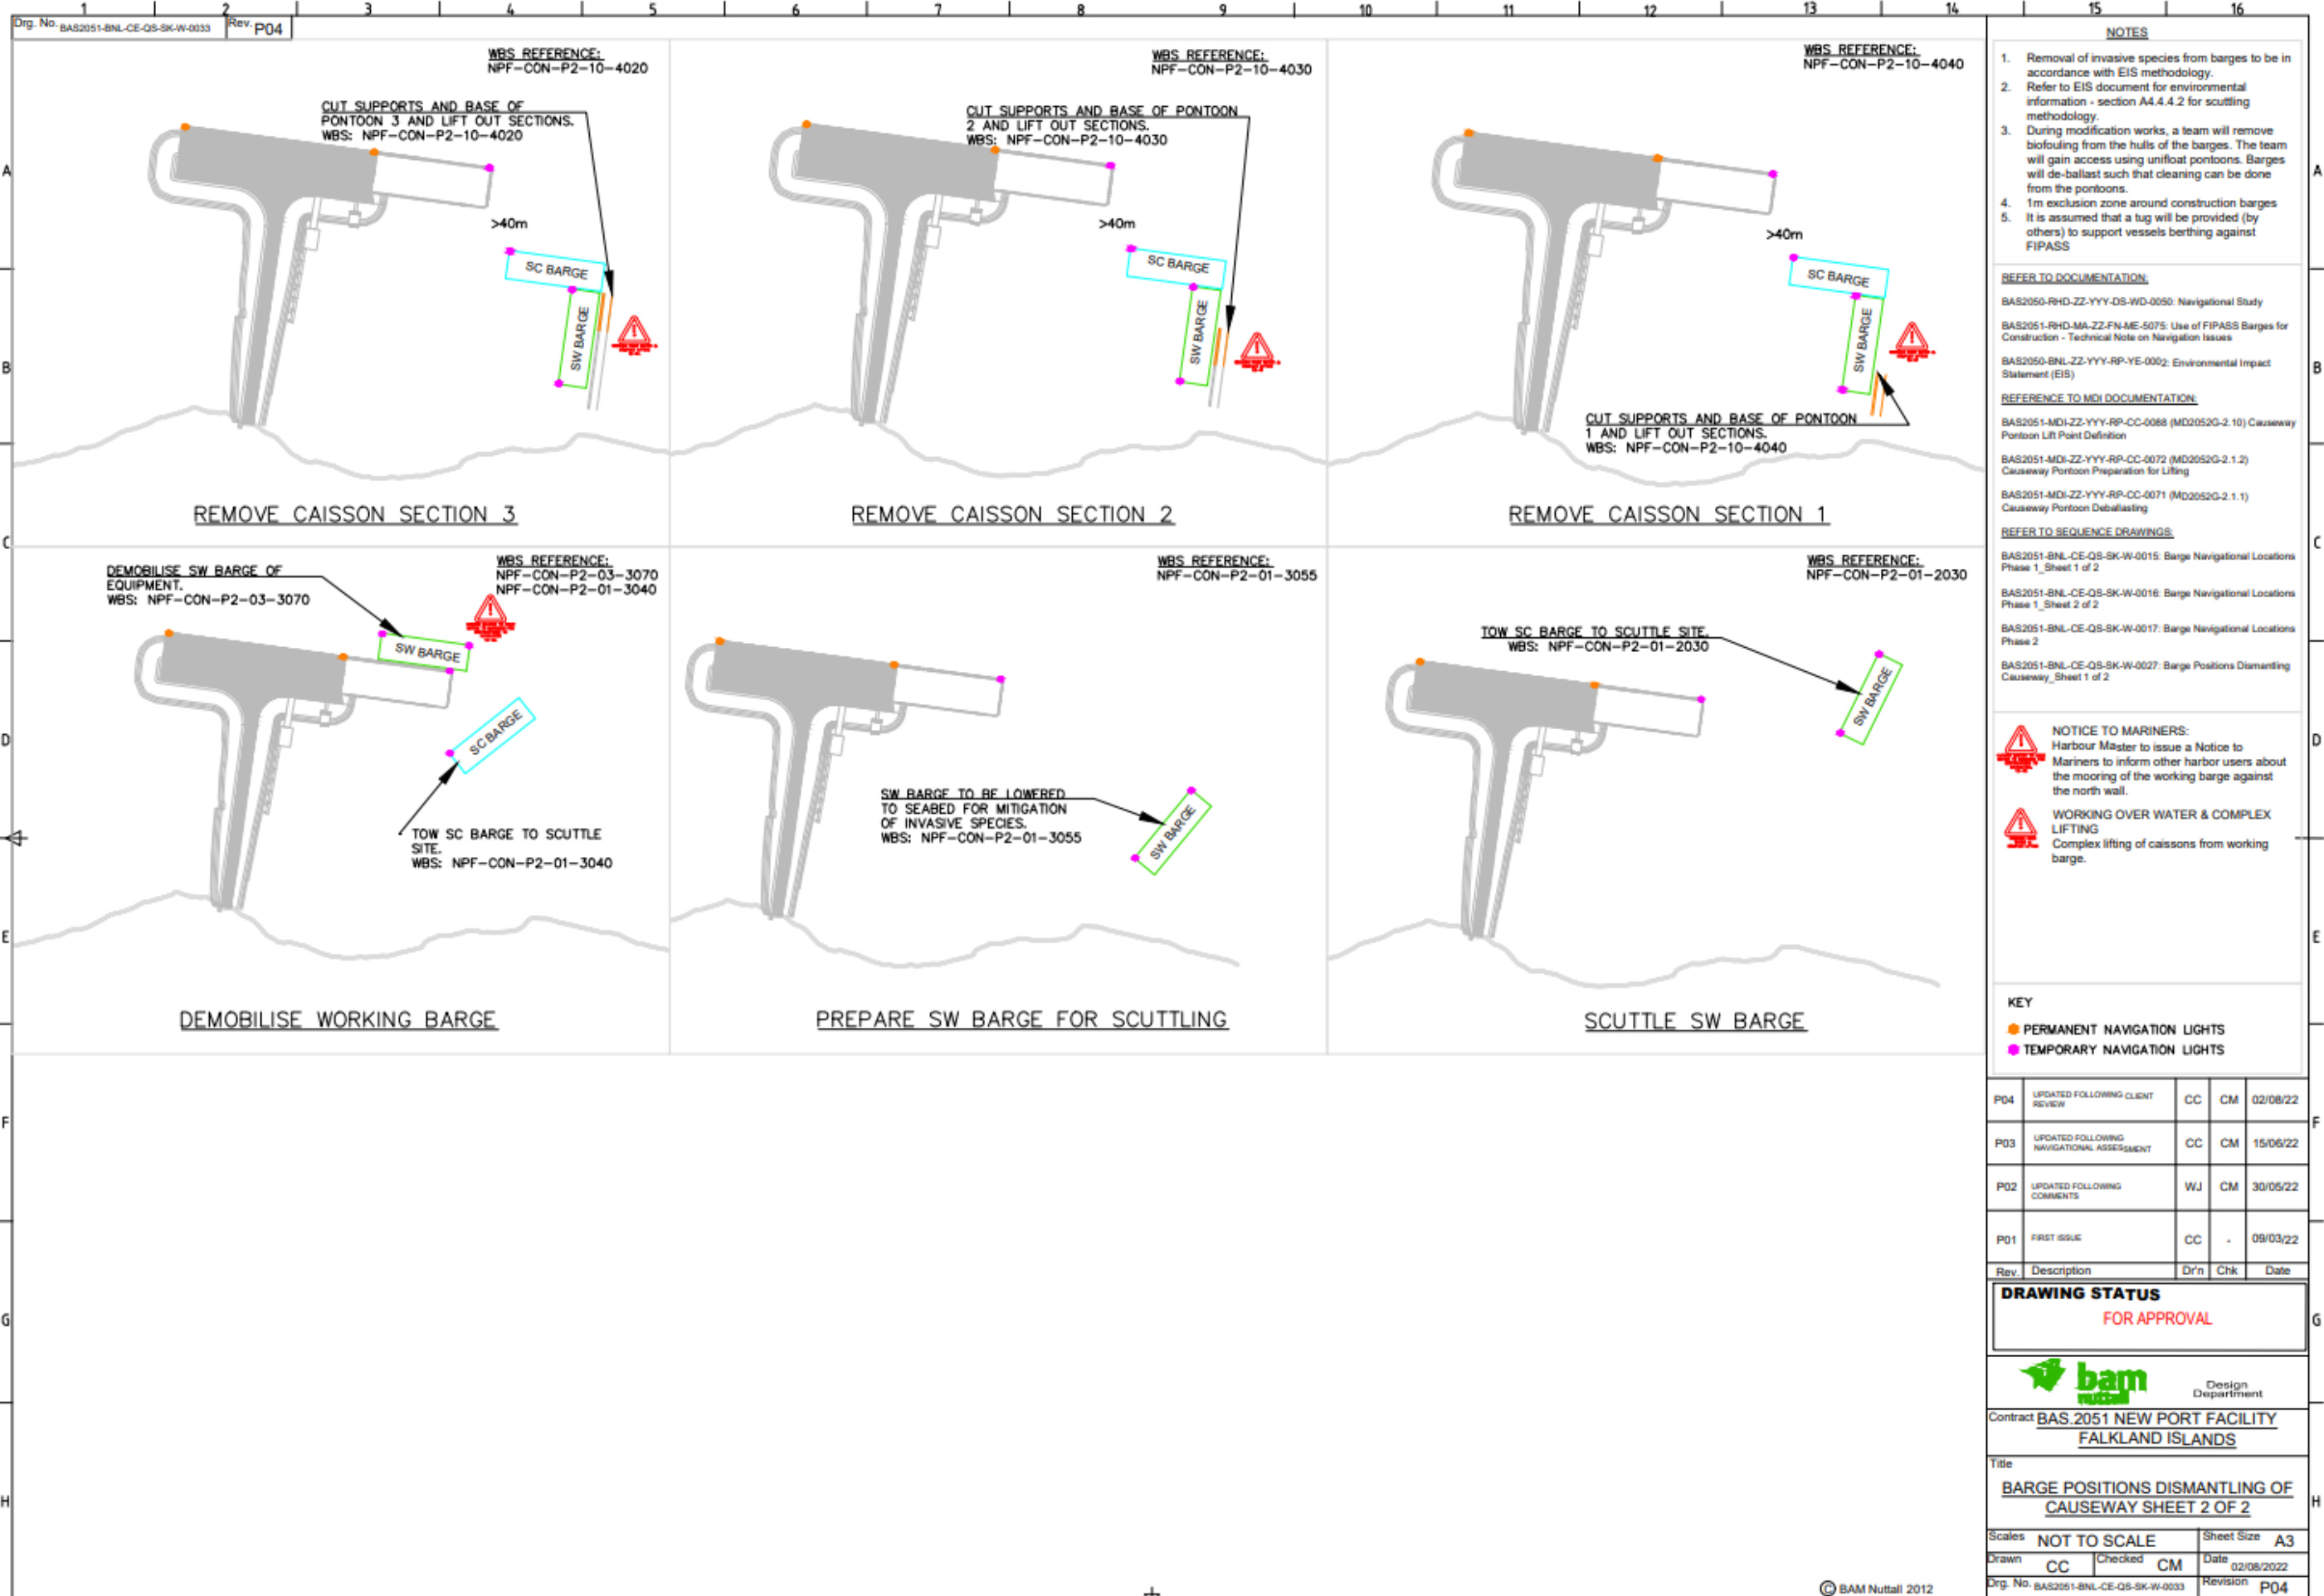 1 2 3 4 5 6 7 8 9 10 11 12 13 14 15 16
Drg. No. BAS2051-BNL-CE-QS-SK-W-0033 Rev. P04
WBS REFERENCE:
NPF-CON-P2-10-4020
CUT SUPPORTS AND BASE OF
PONTOON 3 AND LIFT OUT SECTIONS.
WBS: NPF-CON-P2-10-4020
>40m
SC BARGE
SW BARGE
REMOVE CAISSON SECTION 3
WBS REFERENCE:
NPF-CON-P2-10-4030
CUT SUPPORTS AND BASE OF PONTOON
2 AND LIFT OUT SECTIONS.
WBS: NPF-CON-P2-10-4030
>40m
SC BARGE
SW BARGE
REMOVE CAISSON SECTION 2
WBS REFERENCE:
NPF-CON-P2-10-4040
>40m
SC BARGE
SW BARGE
CUT SUPPORTS AND BASE OF PONTOON
1 AND LIFT OUT SECTIONS.
WBS: NPF-CON-P2-10-4040
REMOVE CAISSON SECTION 1
WBS REFERENCE:
NPF-CON-P2-03-3070
NPF-CON-P2-01-3040
DEMOBILISE SW BARGE OF
EQUIPMENT.
WBS: NPF-CON-P2-03-3070
SW BARGE
SC BARGE
TOW SC BARGE TO SCUTTLE
SITE.
WBS: NPF-CON-P2-01-3040
DEMOBILISE WORKING BARGE
WBS REFERENCE:
NPF-CON-P2-01-3055
SW BARGE TO BE LOWERED
TO SEABED FOR MITIGATION
OF INVASIVE SPECIES.
WBS: NPF-CON-P2-01-3055
SW BARGE
PREPARE SW BARGE FOR SCUTTLING
WBS REFERENCE:
NPF-CON-P2-01-2030
TOW SC BARGE TO SCUTTLE SITE.
WBS: NPF-CON-P2-01-2030
SW BARGE
SCUTTLE SW BARGE
A
B
C
D
E
F
G
H
A
B
C
D
E
F
G
H
NOTES
1. Removal of invasive species from barges to be in
accordance with EIS methodology.
2. Refer to EIS document for environmental
information - section A4.4.4.2 for scuttling
methodology.
3. During modification works, a team will remove
biofouling from the hulls of the barges. The team
will gain access using unifloat pontoons. Barges
will de-ballast such that cleaning can be done
from the pontoons.
4. 1m exclusion zone around construction barges
5. It is assumed that a tug will be provided (by
others) to support vessels berthing against
FIPASS
REFER TO DOCUMENTATION:
BAS2050-RHD-ZZ-YYY-DS-WD-0050: Navigational Study
BAS2051-RHD-MA-ZZ-FN-ME-5075: Use of FIPASS Barges for
Construction - Technical Note on Navigation Issues
BAS2050-BNL-ZZ-YYY-RP-YE-0002: Environmental Impact
Statement (EIS)
REFERENCE TO MDI DOCUMENTATION:
BAS2051-MDI-ZZ-YYY-RP-CC-0088 (MD2052G-2.10) Causeway
Pontoon Lift Point Definition
BAS2051-MDI-ZZ-YYY-RP-CC-0072 (MD2052G-2.1.2)
Causeway Pontoon Preparation for Lifting
BAS2051-MDI-ZZ-YYY-RP-CC-0071 (MD2052G-2.1.1)
Causeway Pontoon Deballasting
REFER TO SEQUENCE DRAWINGS:
BAS2051-BNL-CE-QS-SK-W-0015: Barge Navigational Locations
Phase 1_Sheet 1 of 2
BAS2051-BNL-CE-QS-SK-W-0016: Barge Navigational Locations
Phase 1_Sheet 2 of 2
BAS2051-BNL-CE-QS-SK-W-0017: Barge Navigational Locations
Phase 2
BAS2051-BNL-CE-QS-SK-W-0027: Barge Positions Dismantling
Causeway_Sheet 1 of 2
NOTICE TO MARINERS:
Harbour Master to issue a Notice to
Mariners to inform other harbor users about
the mooring of the working barge against
the north wall.
WORKING OVER WATER & COMPLEX
LIFTING
Complex lifting of caissons from working
barge.
KEY
PERMANENT NAVIGATION LIGHTS
TEMPORARY NAVIGATION LIGHTS
P04 UPDATED FOLLOWING CLIENT REVIEW CC CM 02/08/22
P03 UPDATED FOLLOWING NAVIGATIONAL ASSESSMENT CC CM 15/06/22
P02 UPDATED FOLLOWING COMMENTS WJ CM 30/05/22
P01 FIRST ISSUE CC - 09/03/22
Rev. Description Dr'n Chk Date
DRAWING STATUS
FOR APPROVAL
bam
nuttall
Design
Department
Contract BAS.2051 NEW PORT FACILITY
FALKLAND ISLANDS
Title
BARGE POSITIONS DISMANTLING OF
CAUSEWAY SHEET 2 OF 2
Scales NOT TO SCALE Sheet Size A3
Drawn CC Checked CM Date 02/08/2022
Drg. No. BAS2051-BNL-CE-QS-SK-W-0033 Revision P04
© BAM Nuttall 2012